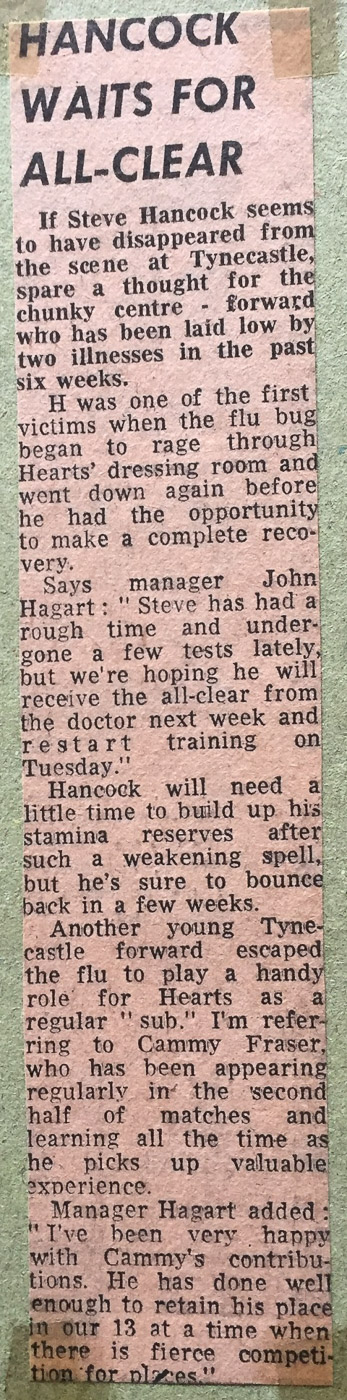 HANCOCK
WAITS FOR
ALL-CLEAR
If Steve Hancock seems
to have disappeared from
the scene at Tynecastle,
spare a thought for the
chunky centre - forward
who has been laid low by
two illnesses in the past
six weeks.
H was one of the first
victims when the flu bug
began to rage through
Hearts' dressing room and
went down again before
he had the opportunity
to make a complete reco-
very.
Says manager John
Hagart : " Steve has had a
rough time and under-
gone a few tests lately,
but we're hoping he will
receive the all-clear from
the doctor next week and
restart training on
Tuesday."
Hancock will need a
little time to build up his
stamina reserves after
such a weakening spell,
but he's sure to bounce
back in a few weeks.
Another young Tyne-
castle forward escaped
the flu to play a handy
role for Hearts as a
regular " sub." I'm refer-
ring to Cammy Fraser,
who has been appearing
regularly in the second
half of matches and
learning all the time as
he picks up valuable
experience.
Manager Hagart added :
" I've been very happy
with Cammy's contribu-
tions. He has done well
enough to retain his place
in our 13 at a time when
there is fierce competi-
tion for places."